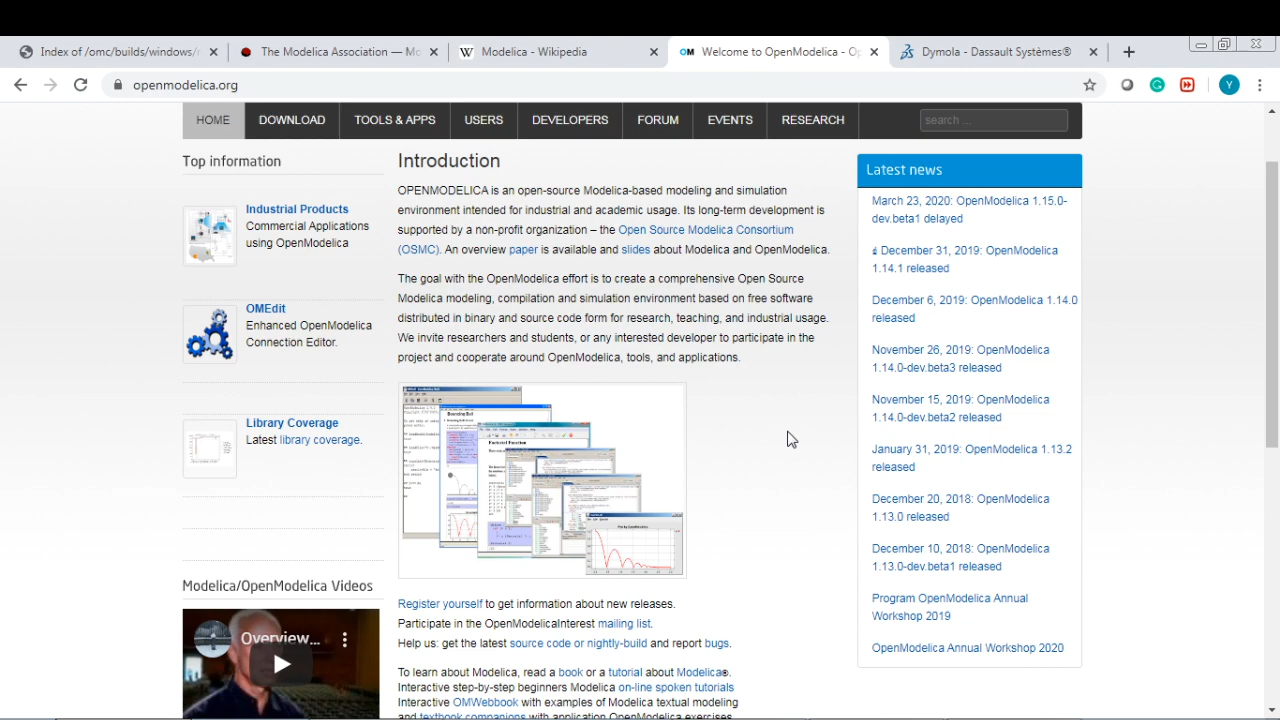 Index of /omc/builds/windows/
The Modelica Association — Mo
Modelica - Wikipedia
Welcome to OpenModelica - Op
Dymola - Dassault Systèmes®
openmodelica.org
Y
HOME
DOWNLOAD
TOOLS & APPS
USERS
DEVELOPERS
FORUM
EVENTS
RESEARCH
search ...
Top information
Industrial Products
Commercial Applications
using OpenModelica
OMEdit
Enhanced OpenModelica
Connection Editor.
Library Coverage
Latest library coverage.
Modelica/OpenModelica Videos
Overview...
Introduction
OPENMODELICA is an open-source Modelica-based modeling and simulation
environment intended for industrial and academic usage. Its long-term development is
supported by a non-profit organization – the Open Source Modelica Consortium
(OSMC). An overview paper is available and slides about Modelica and OpenModelica.
The goal with the OpenModelica effort is to create a comprehensive Open Source
Modelica modeling, compilation and simulation environment based on free software
distributed in binary and source code form for research, teaching, and industrial usage.
We invite researchers and students, or any interested developer to participate in the
project and cooperate around OpenModelica, tools, and applications.
Register yourself to get information about new releases.
Participate in the OpenModelicaInterest mailing list.
Help us: get the latest source code or nightly-build and report bugs.
To learn about Modelica, read a book or a tutorial about Modelica®.
Interactive step-by-step beginners Modelica on-line spoken tutorials
Interactive OMWebbook with examples of Modelica textual modeling
and textbook companions with application OpenModelica exercises.
Latest news
March 23, 2020: OpenModelica 1.15.0-
dev.beta1 delayed
December 31, 2019: OpenModelica
1.14.1 released
December 6, 2019: OpenModelica 1.14.0
released
November 26, 2019: OpenModelica
1.14.0-dev.beta3 released
November 15, 2019: OpenModelica
1.14.0-dev.beta2 released
January 31, 2019: OpenModelica 1.13.2
released
December 20, 2018: OpenModelica
1.13.0 released
December 10, 2018: OpenModelica
1.13.0-dev.beta1 released
Program OpenModelica Annual
Workshop 2019
OpenModelica Annual Workshop 2020